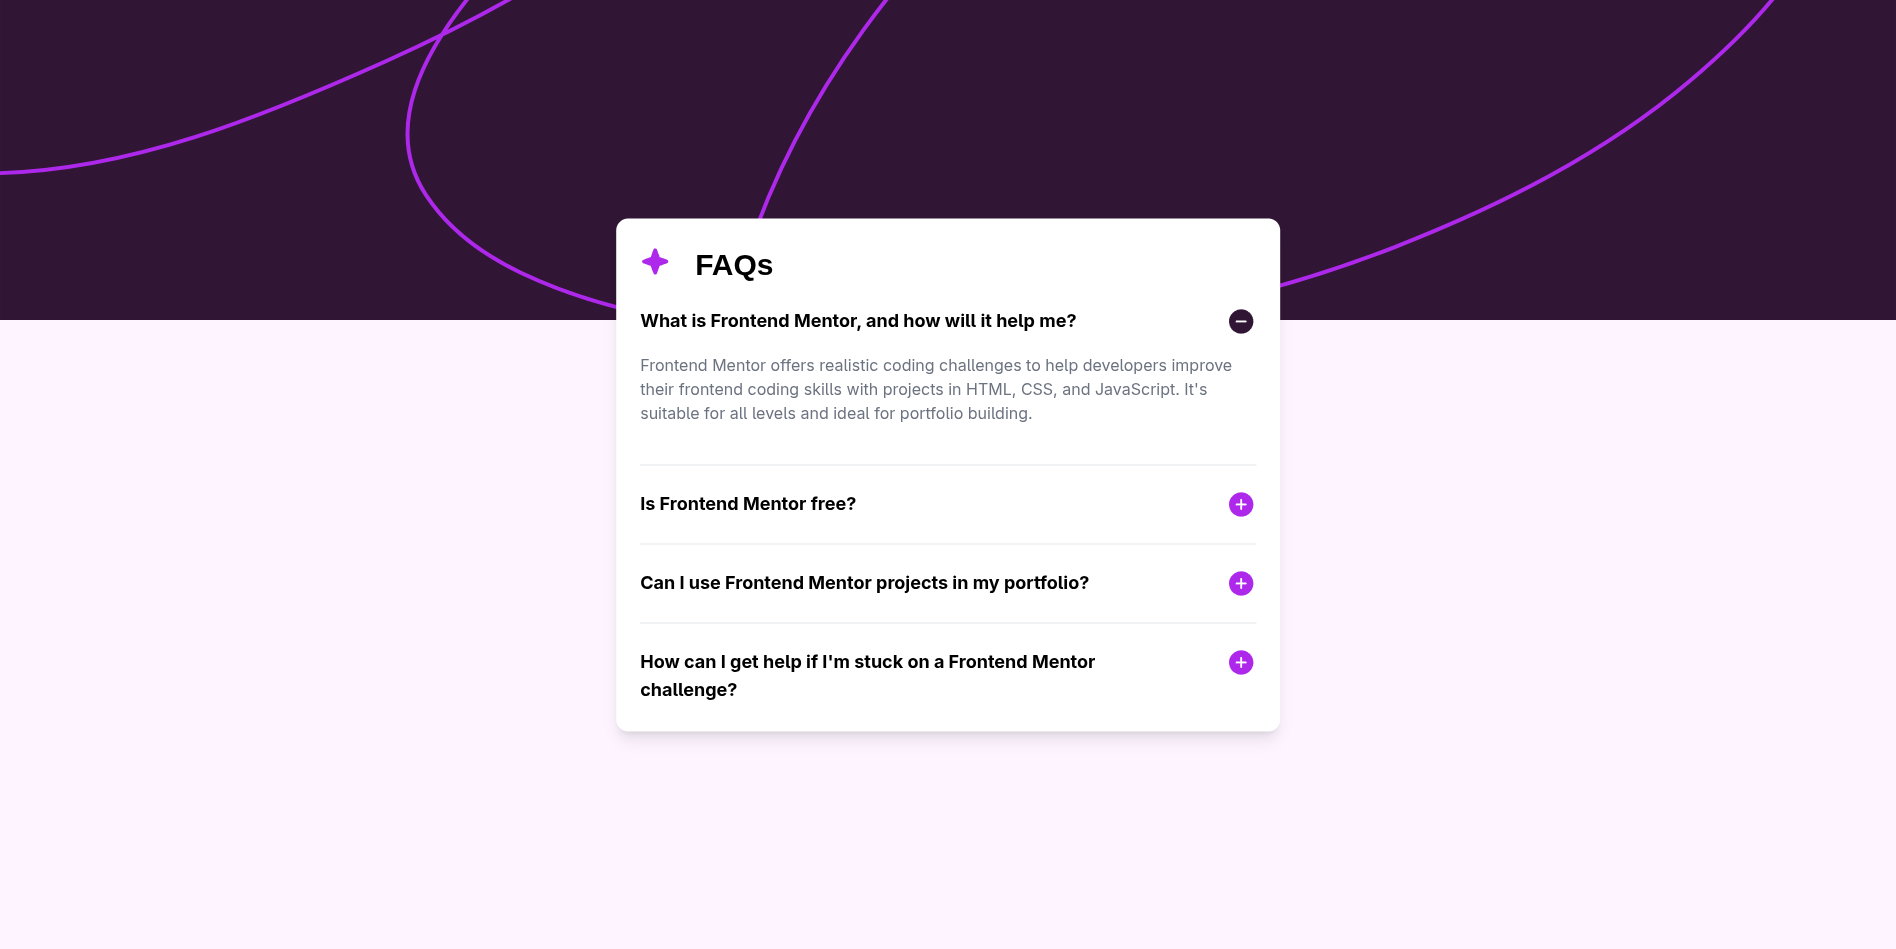 FAQs
What is Frontend Mentor, and how will it help me?
Frontend Mentor offers realistic coding challenges to help developers improve
their frontend coding skills with projects in HTML, CSS, and JavaScript. It's
suitable for all levels and ideal for portfolio building.
Is Frontend Mentor free?
Can I use Frontend Mentor projects in my portfolio?
How can I get help if I'm stuck on a Frontend Mentor
challenge?